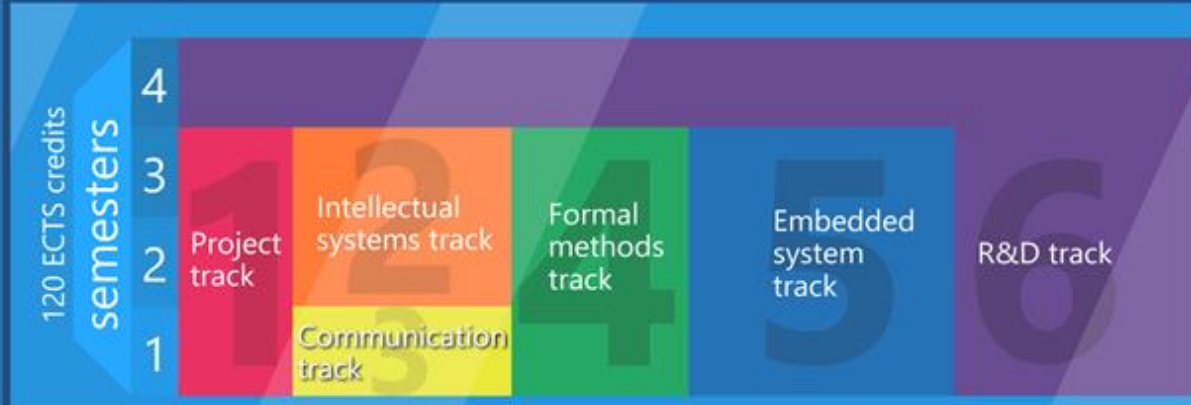 120 ECTS credits
semesters
4
3
2
1
1
Project
track
2
Intellectual
systems track
3
Communication
track
4
Formal
methods
track
5
Embedded
system
track
6
R&D track